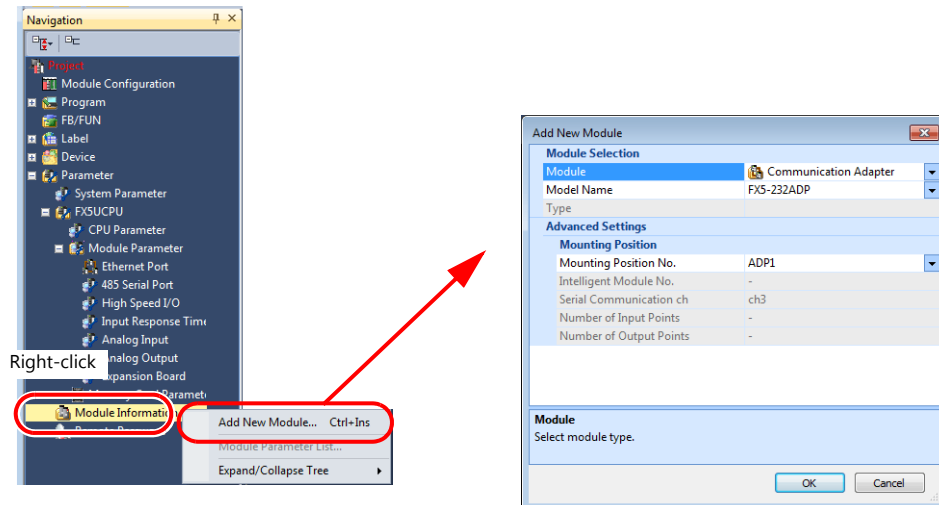 Navigation
Project
Module Configuration
Program
FB/FUN
Label
Device
Parameter
System Parameter
FX5UCPU
CPU Parameter
Module Parameter
Ethernet Port
485 Serial Port
High Speed I/O
Input Response Time
Analog Input
Analog Output
Right-click
Expansion Board
Module Information
Add New Module... Ctrl+Ins
Module Parameter List...
Expand/Collapse Tree
Add New Module
Module Selection
Module Communication Adapter
Model Name FX5-232ADP
Type
Advanced Settings
Mounting Position
Mounting Position No. ADP1
Intelligent Module No. -
Serial Communication ch ch3
Number of Input Points -
Number of Output Points -
Module
Select module type.
OK Cancel